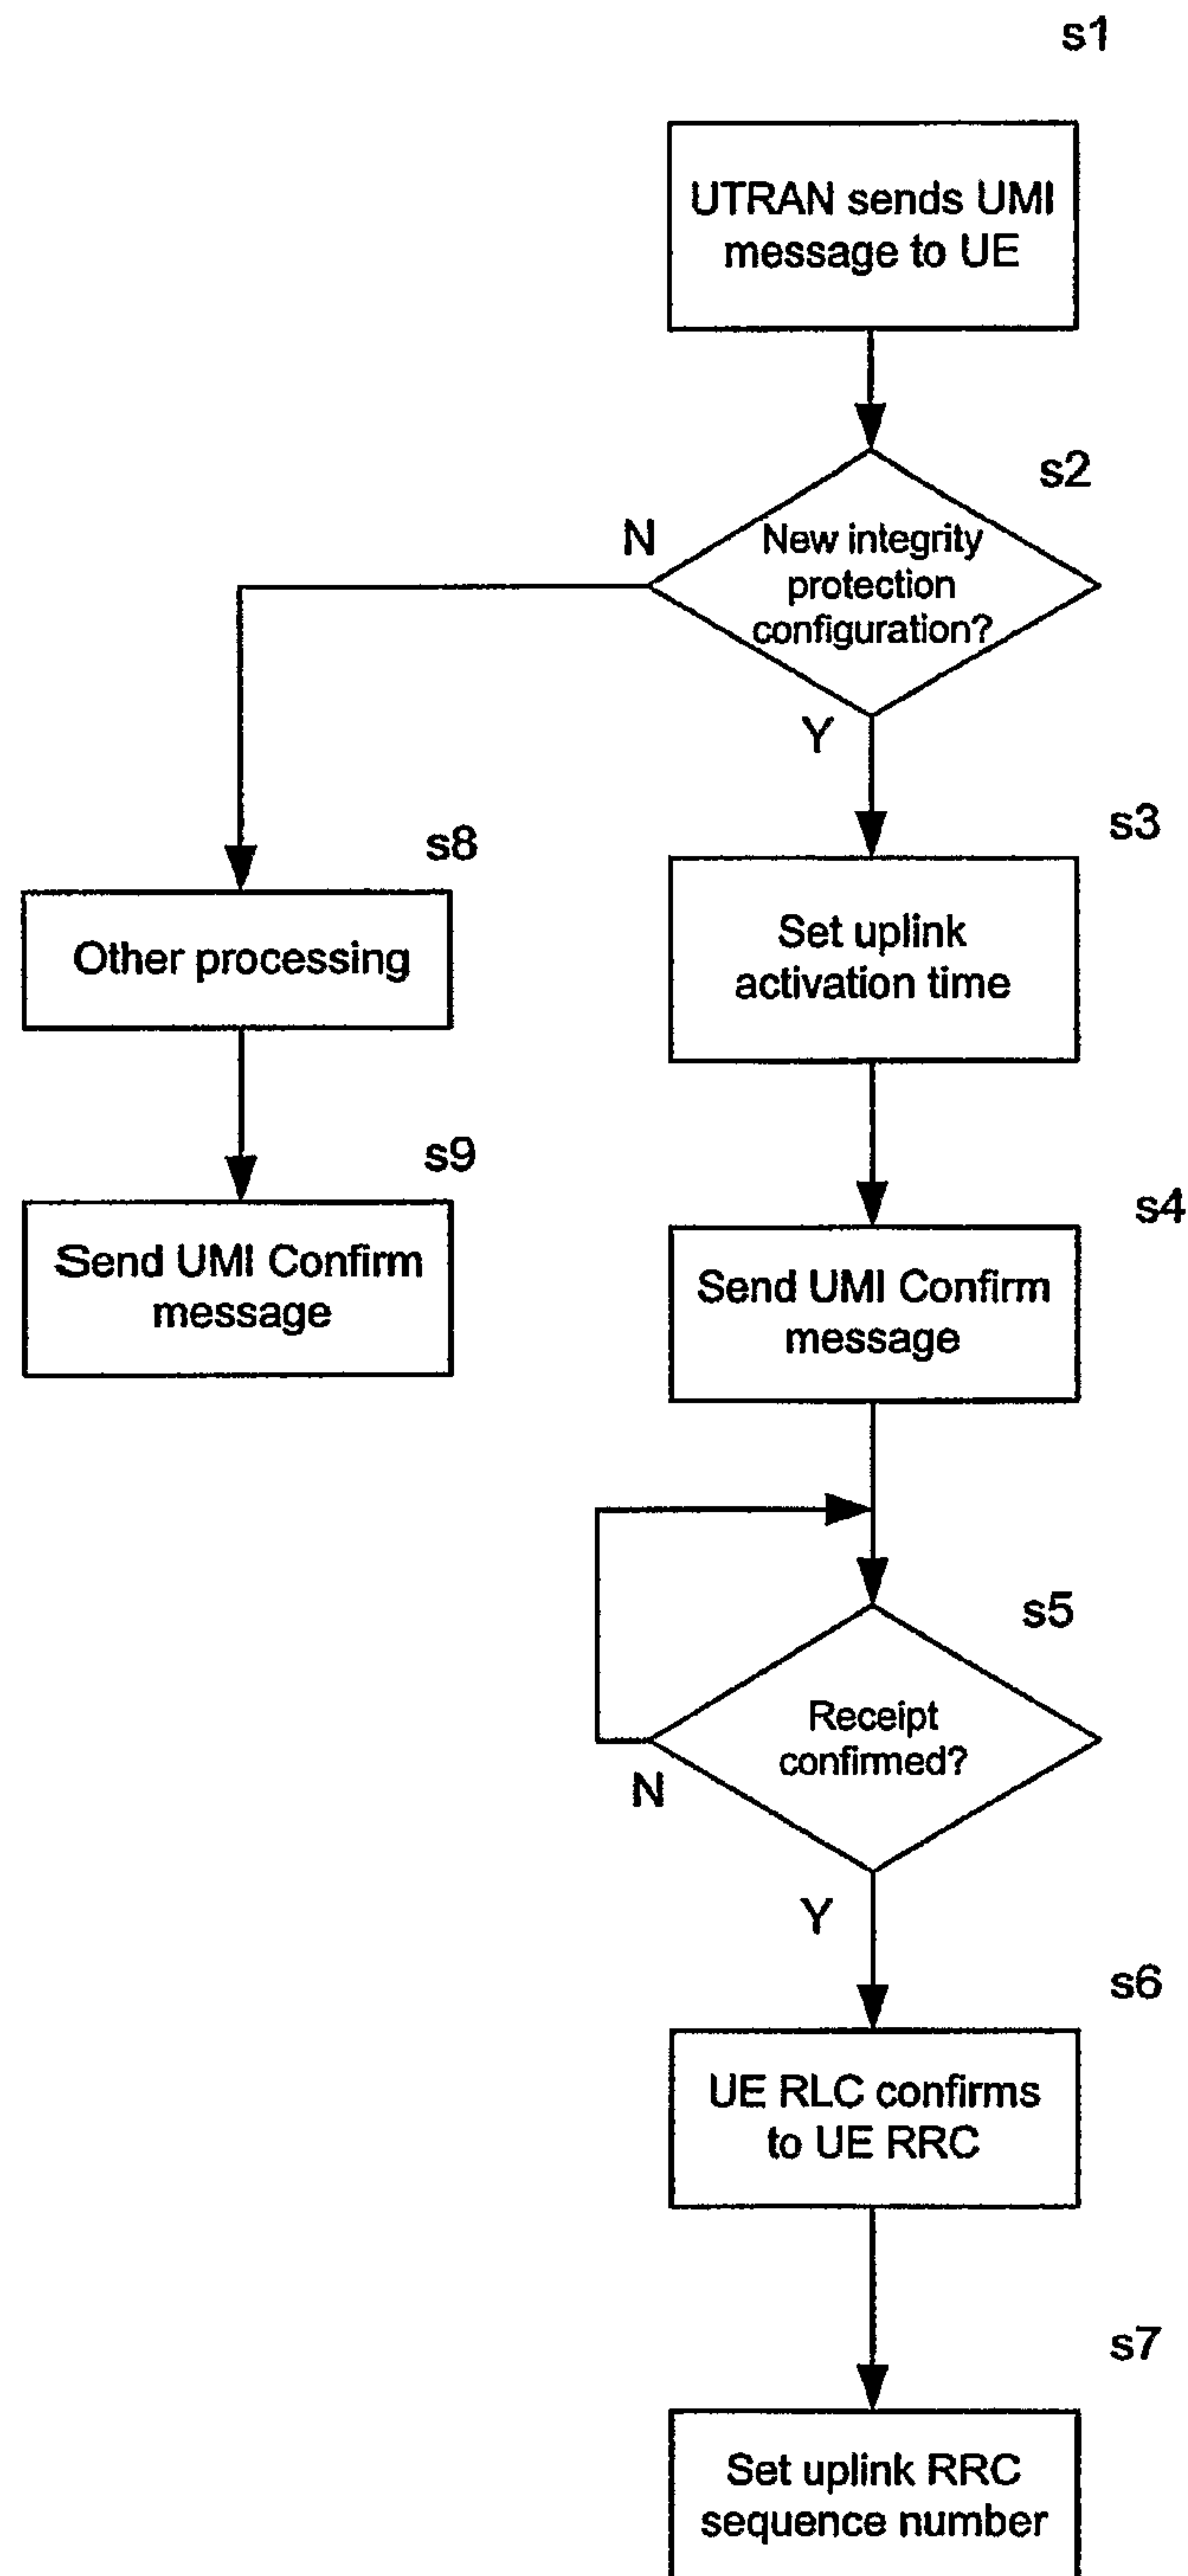 s1
UTRAN sends UMI
message to UE
s2
N
New integrity
protection
configuration?
Y
s3
s8
Set uplink
activation time
Other processing
s9
s4
Send UMI Confirm
message
Send UMI Confirm
message
s5
Receipt
confirmed?
N
Y
s6
UE RLC confirms
to UE RRC
s7
Set uplink RRC
sequence number